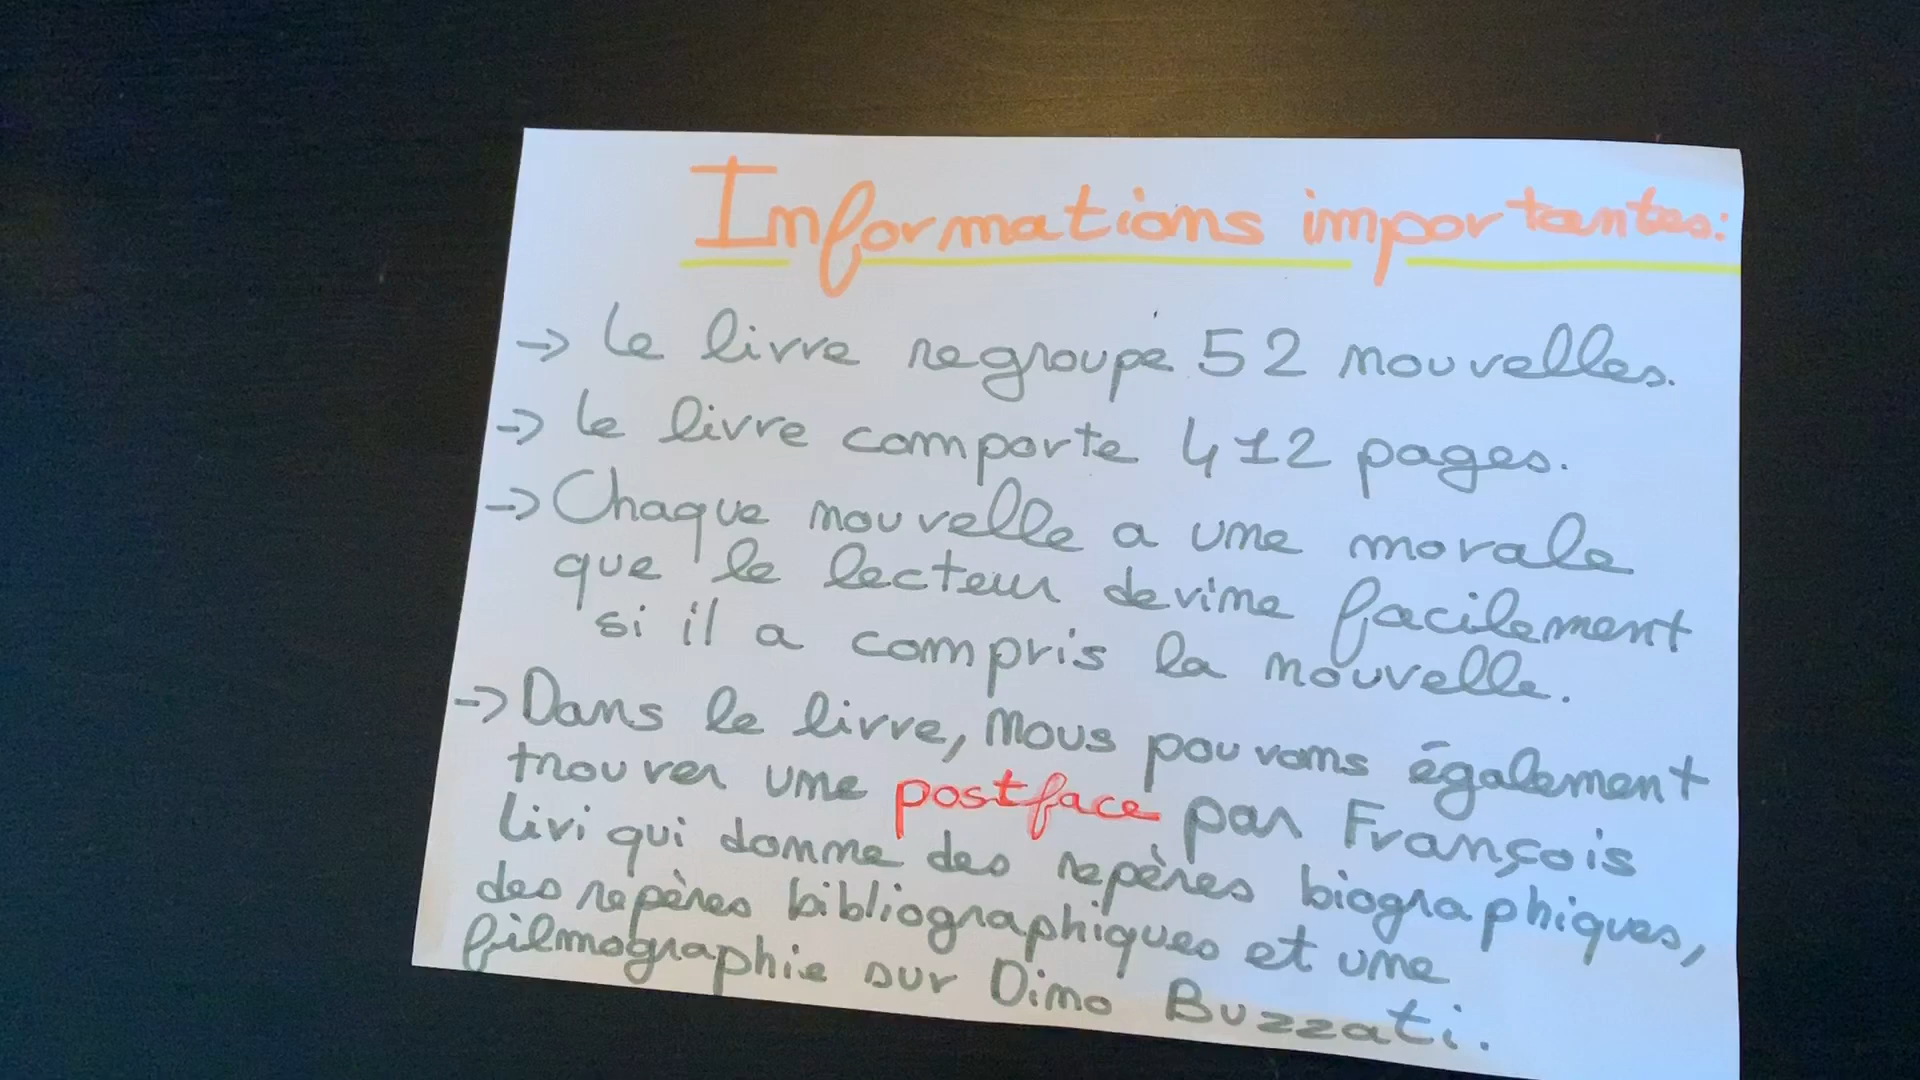 Informations importantes:
→ Le livre regroupe 52 nouvelles.
→ Le livre comporte 412 pages.
→ Chaque nouvelle a une morale
que le lecteur devine facilement
si il a compris la nouvelle.
→ Dans le livre, nous pouvons également
trouver une postface par François
Livi qui donne des repères biographiques,
des repères bibliographiques et une
filmographie sur Dino Buzzati.